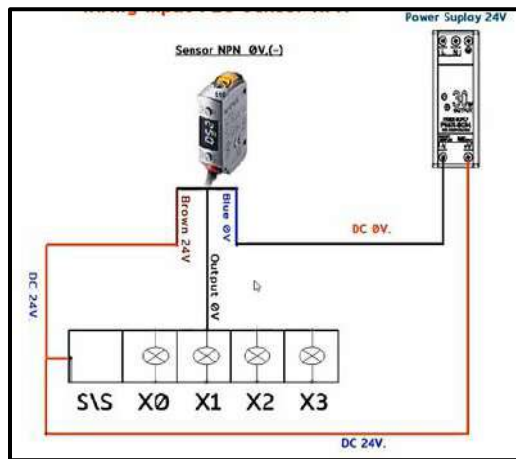 Power Suplay 24V
Sensor NPN 0V.(-)
Brown 24V
Blue 0V
Output 0V
DC 0V.
DC 24V.
S\S X0 X1 X2 X3
DC 24V.